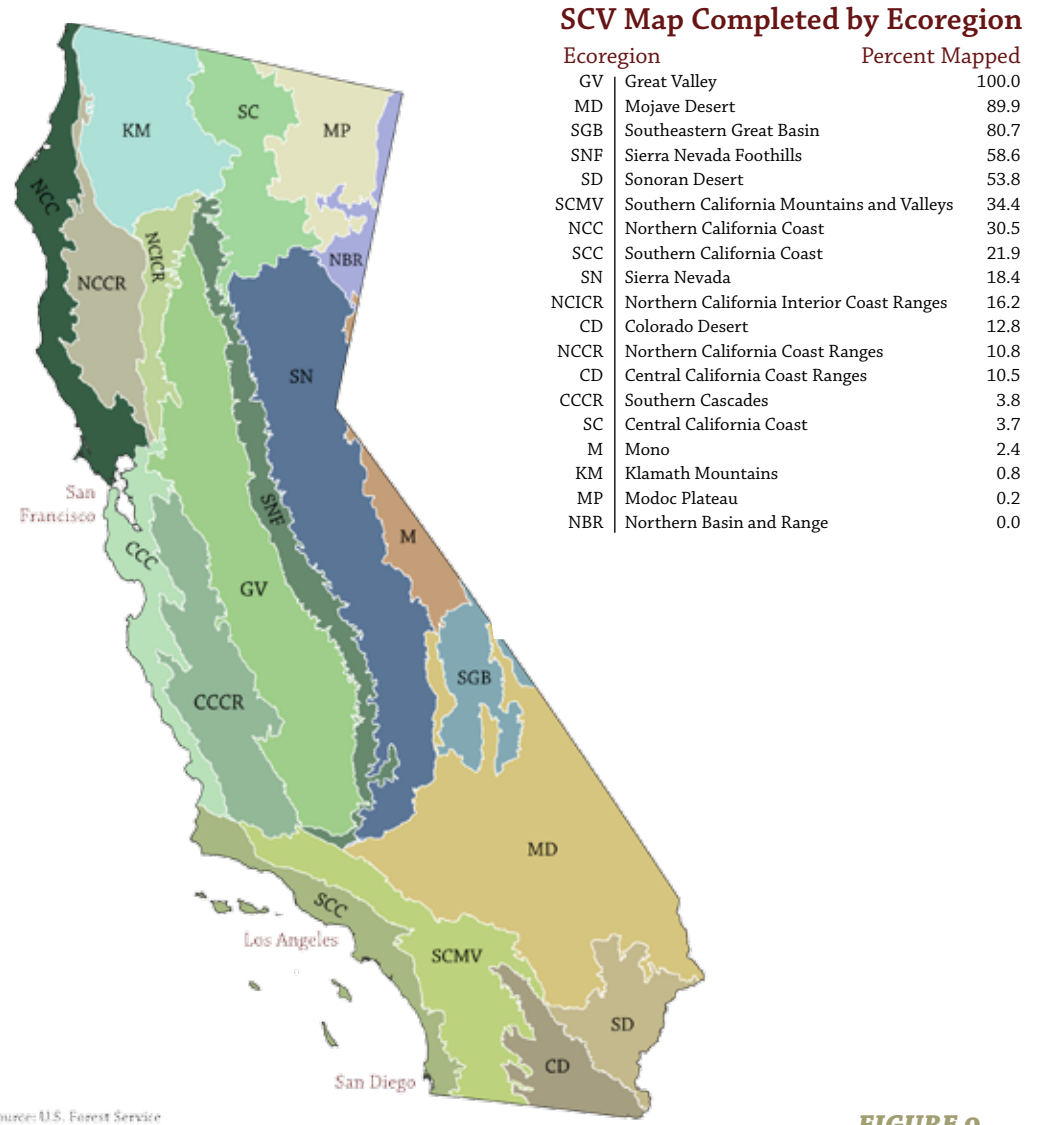 SCV Map Completed by Ecoregion
Ecoregion Percent Mapped
GV Great Valley 100.0
MD Mojave Desert 89.9
SGB Southeastern Great Basin 80.7
SNF Sierra Nevada Foothills 58.6
SD Sonoran Desert 53.8
SCMV Southern California Mountains and Valleys 34.4
NCC Northern California Coast 30.5
SCC Southern California Coast 21.9
SN Sierra Nevada 18.4
NCICR Northern California Interior Coast Ranges 16.2
CD Colorado Desert 12.8
NCCR Northern California Coast Ranges 10.8
CD Central California Coast Ranges 10.5
CCCR Southern Cascades 3.8
SC Central California Coast 3.7
M Mono 2.4
KM Klamath Mountains 0.8
MP Modoc Plateau 0.2
NBR Northern Basin and Range 0.0
KM
SC
MP
NCC
NCICR
NBR
NCCR
SN
San
Francisco
SNF
M
CCC
GV
SGB
CCCR
MD
SCC
Los Angeles
SCMV
SD
CD
San Diego
ource: U.S. Forest Service
FIGURE 9